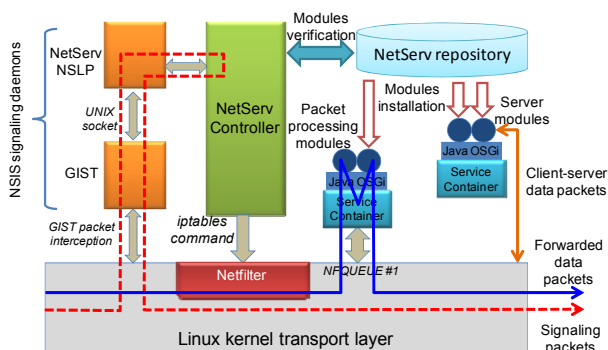 NSIS signaling daemons
NetServ
NSLP
UNIX
socket
GIST
GIST packet
interception
NetServ
Controller
iptables
command
Modules
verification
NetServ repository
Packet
processing
modules
Modules
installation
Server
modules
Java OSGi
Service
Container
Java OSGi
Service
Container
Client-server
data packets
NFQUEUE #1
Netfilter
Forwarded
data
packets
Linux kernel transport layer
Signaling
packets